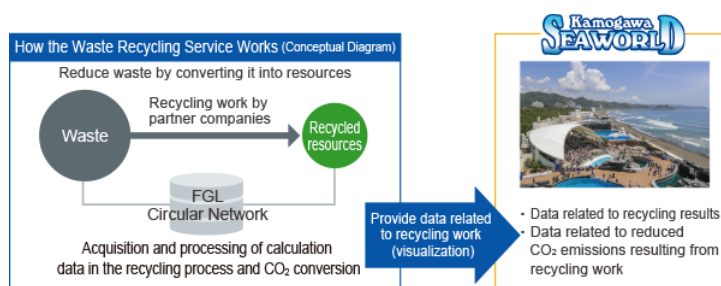 How the Waste Recycling Service Works (Conceptual Diagram)
Reduce waste by converting it into resources
Recycling work by
partner companies
Waste
Recycled
resources
FGL
Circular Network
Acquisition and processing of calculation
data in the recycling process and CO₂ conversion
Provide data related
to recycling work
(visualization)
Kamogawa
SEAWORLD
・Data related to recycling results
・Data related to reduced
CO₂ emissions resulting from
recycling work